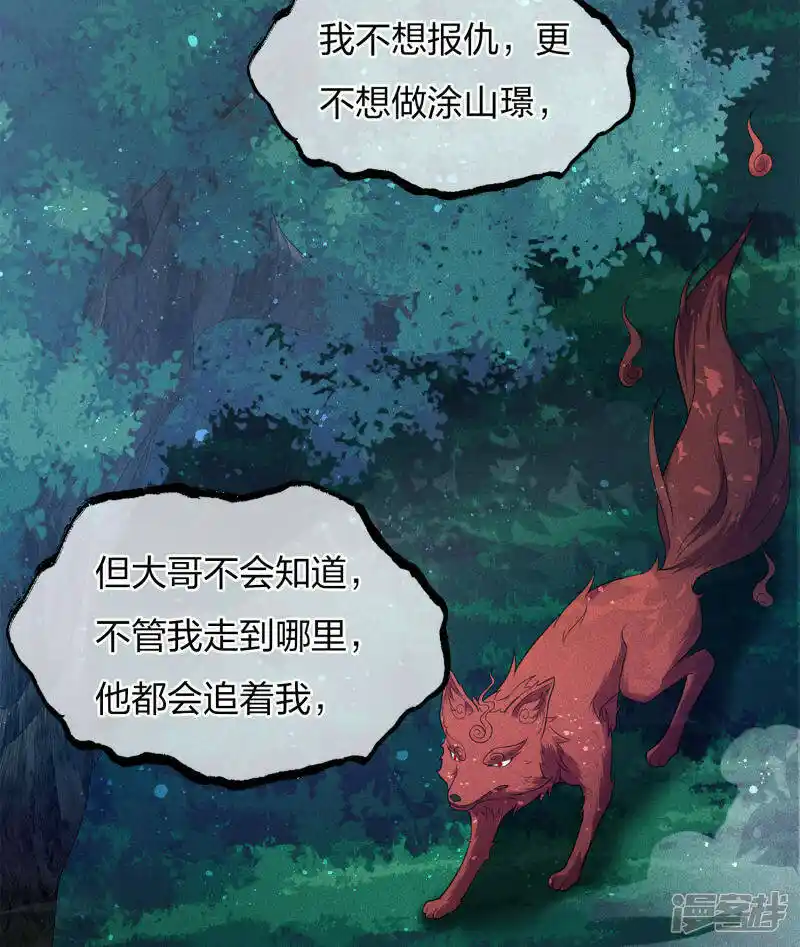 我不想报仇，更
不想做涂山璟，
但大哥不会知道，
不管我走到哪里，
他都会追着我，
漫客栈